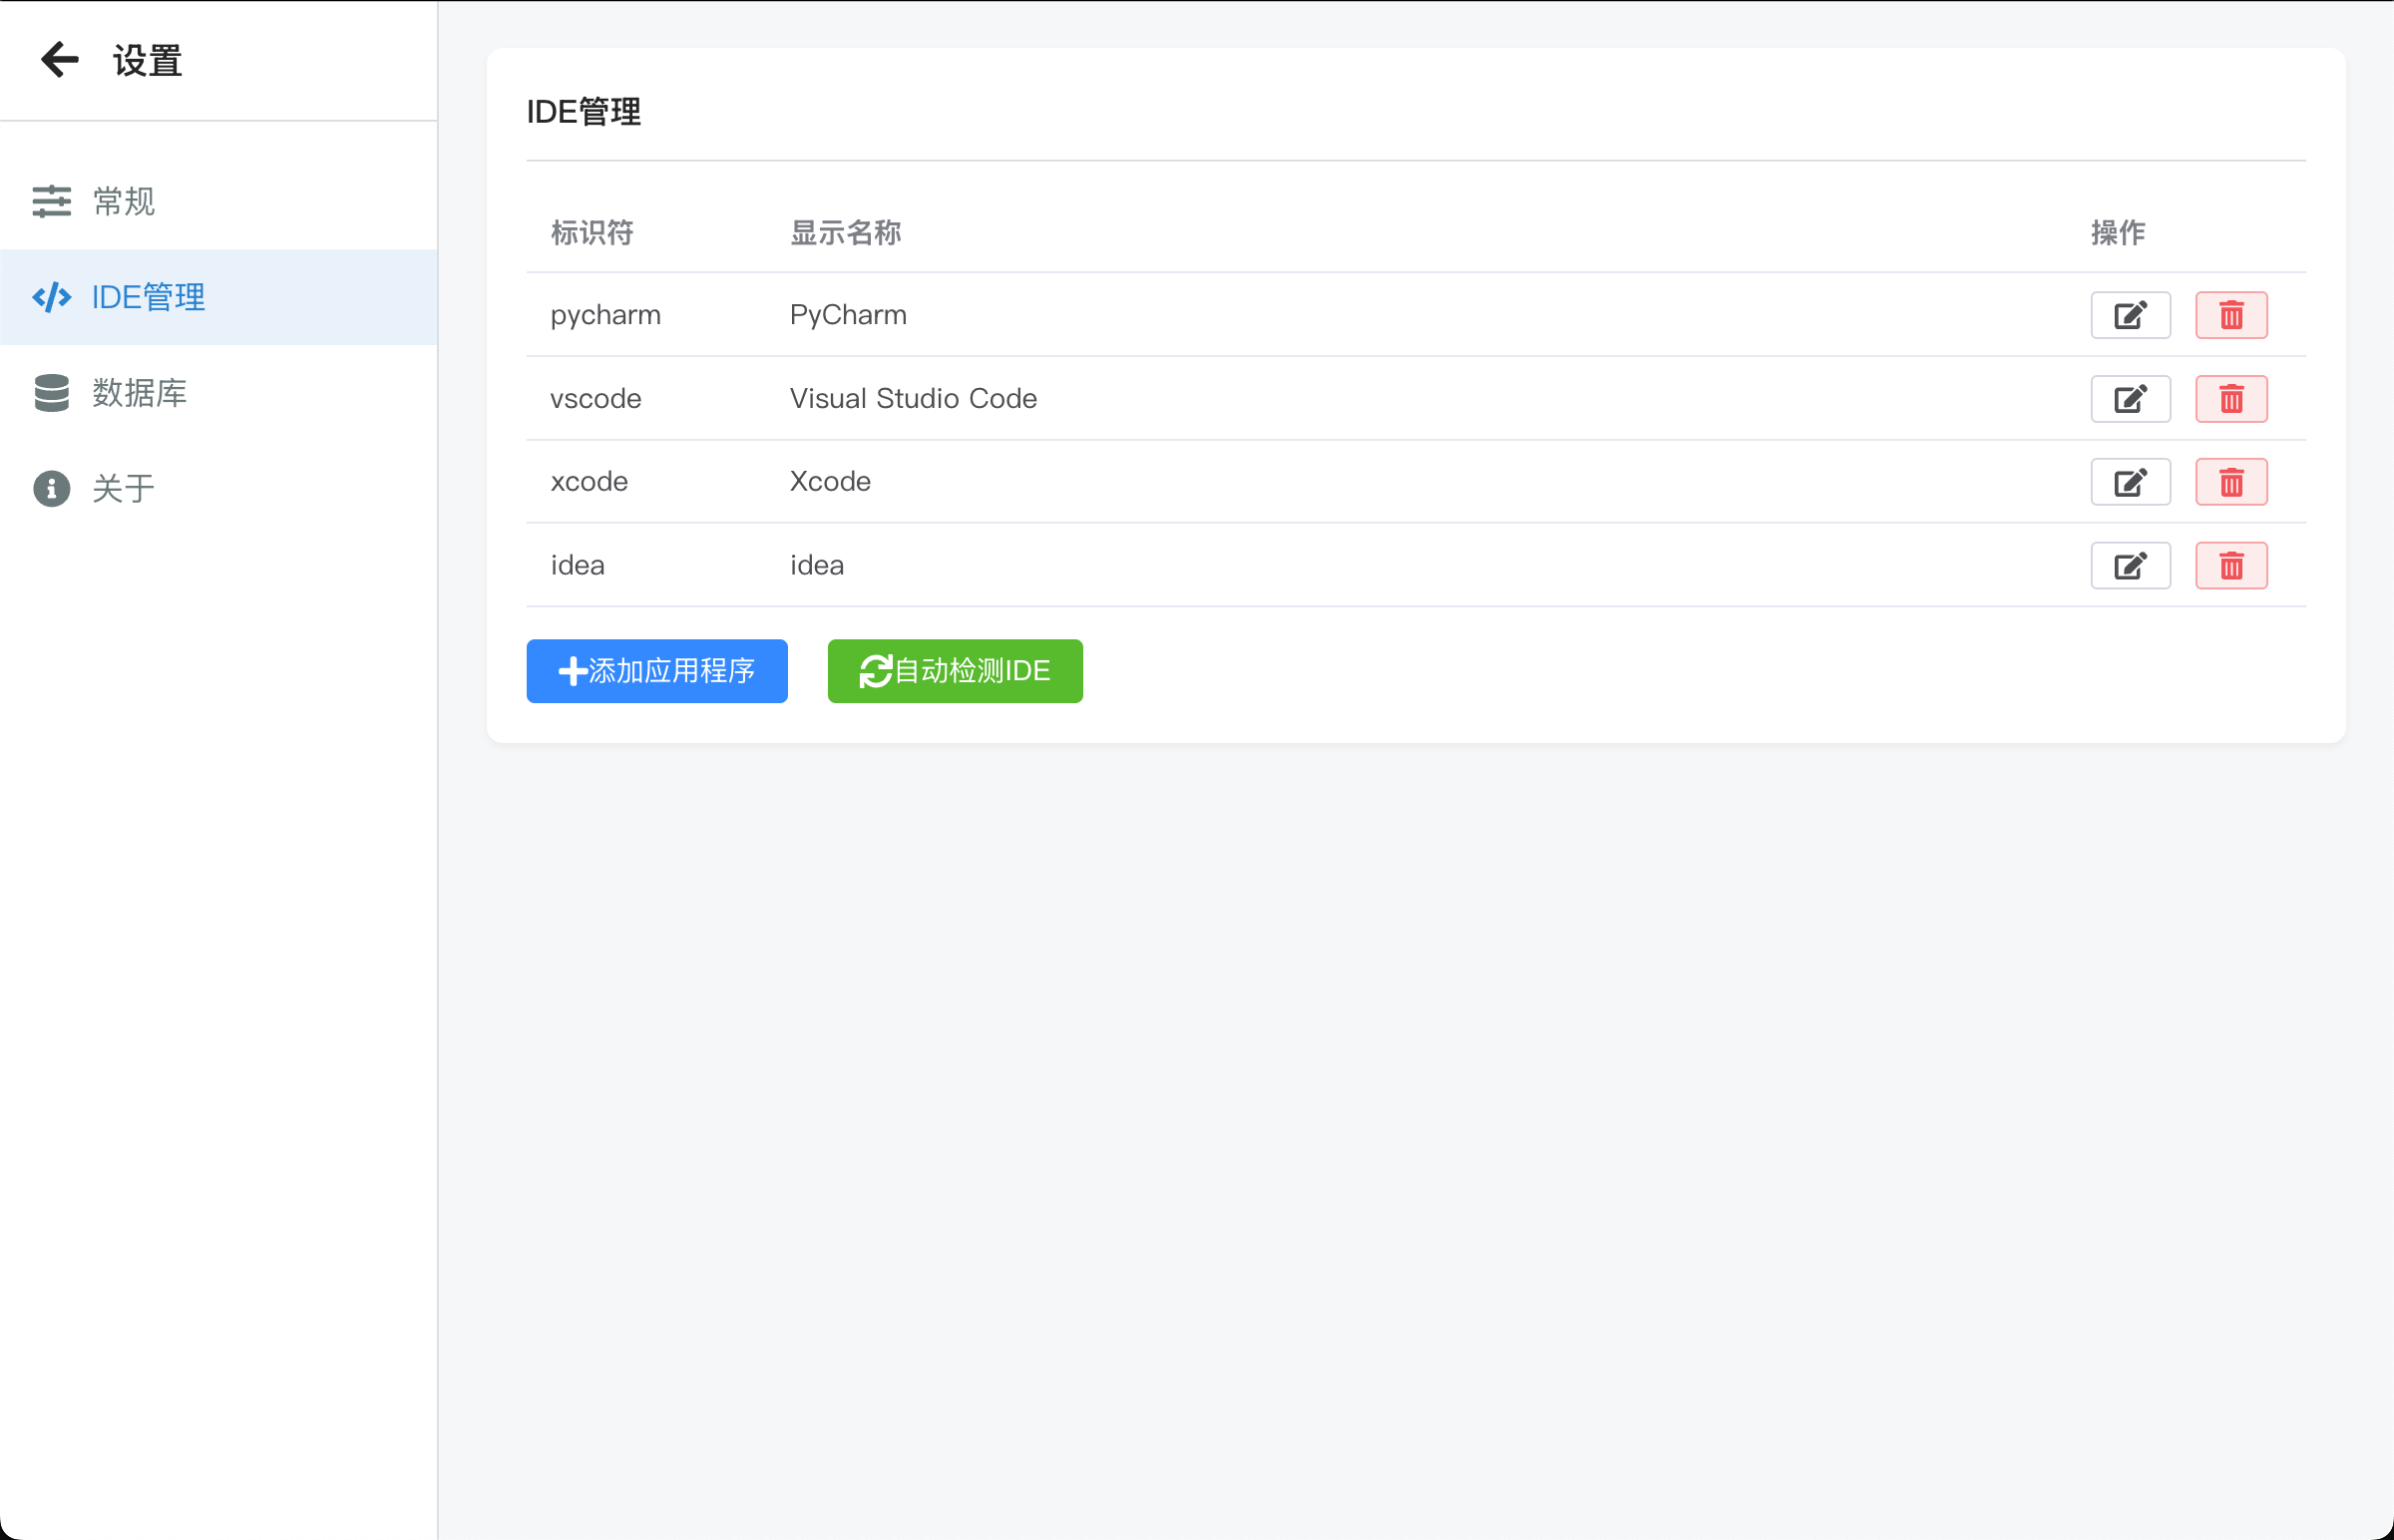 设置
常规
IDE管理
数据库
关于
IDE管理
标识符 显示名称 操作
pycharm PyCharm
vscode Visual Studio Code
xcode Xcode
idea idea
添加应用程序 自动检测IDE